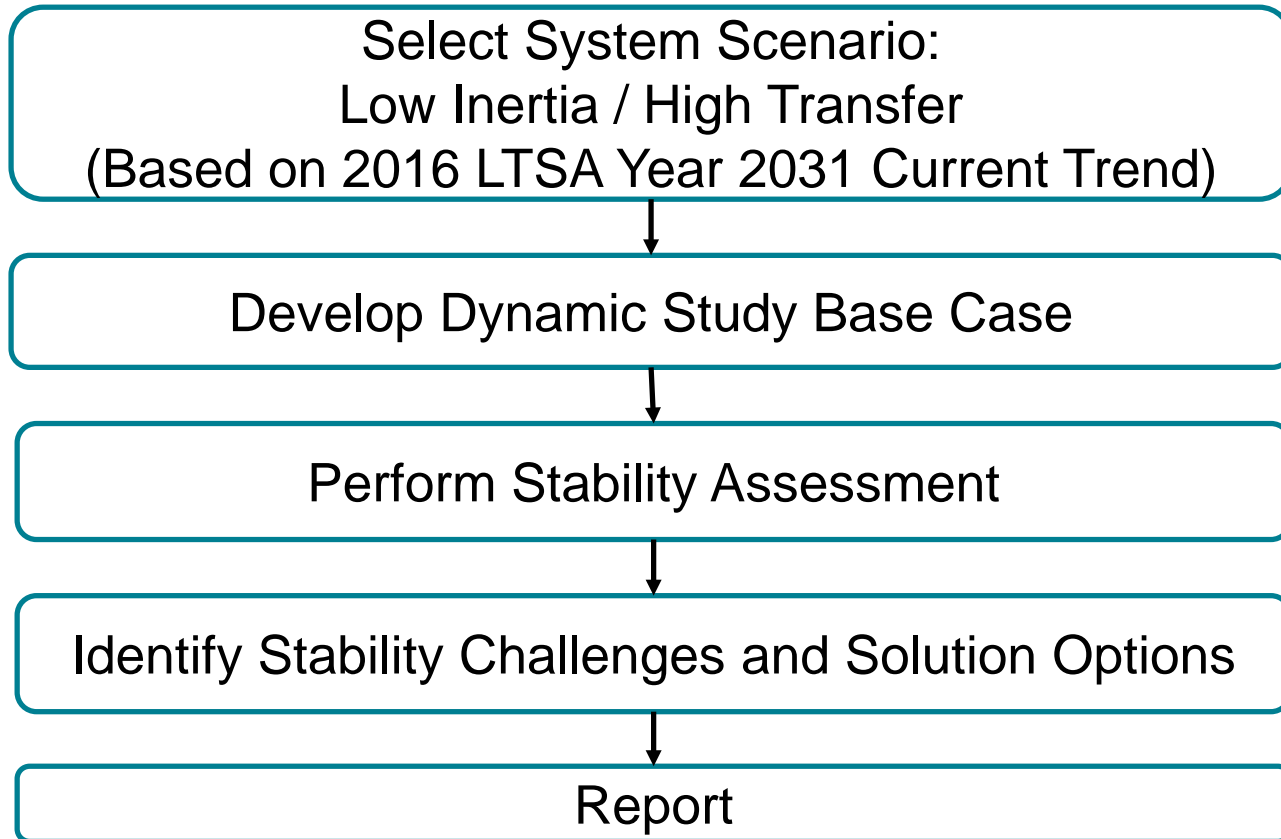 Select System Scenario:
Low Inertia / High Transfer
(Based on 2016 LTSA Year 2031 Current Trend)
Develop Dynamic Study Base Case
Perform Stability Assessment
Identify Stability Challenges and Solution Options
Report